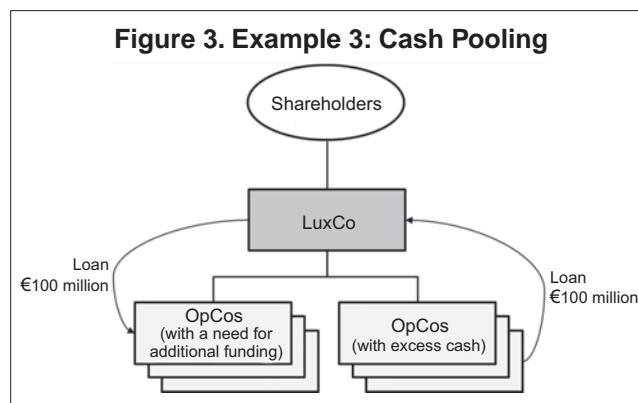 Figure 3. Example 3: Cash Pooling
Shareholders
LuxCo
Loan
€100 million
Loan
€100 million
OpCos
(with a need for
additional funding)
OpCos
(with excess cash)